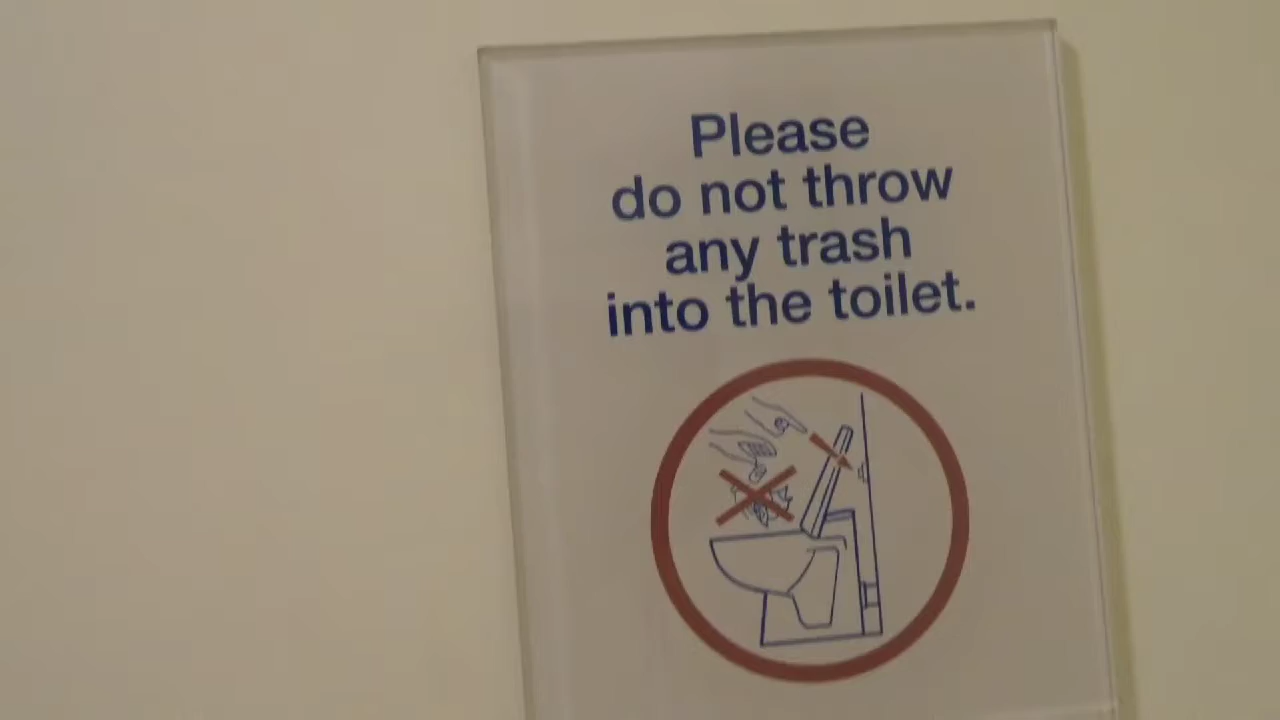 Please
do not throw
any trash
into the toilet.